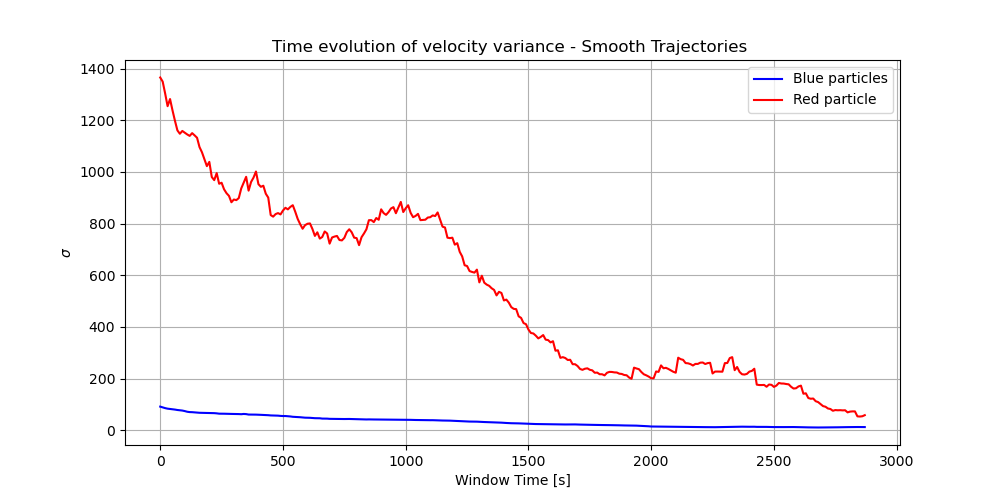 Time evolution of velocity variance - Smooth Trajectories
Blue particles
Red particle
1400
1200
1000
800
600
400
200
0
σ
0 500 1000 1500 2000 2500 3000
Window Time [s]